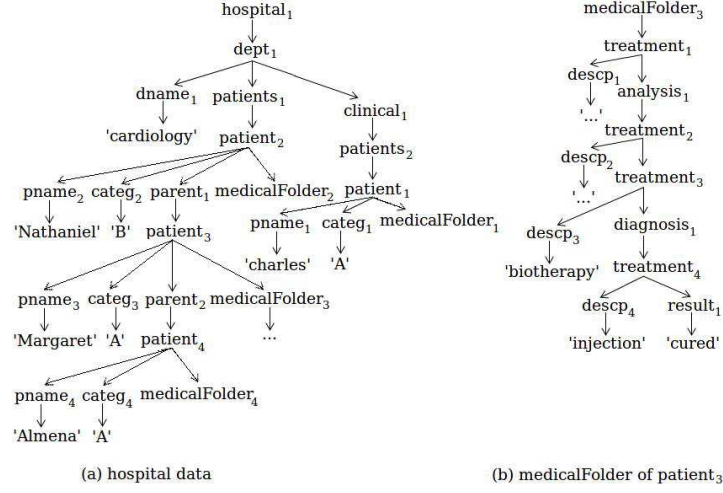 hospital1
dept1
dname1 patients1 clinical1
'cardiology' patient2 patients2
pname2 categ2 parent1 medicalFolder2 patient1
'Nathaniel' 'B' patient3 pname1 categ1 medicalFolder1
'charles' 'A'
pname3 categ3 parent2 medicalFolder3
'Margaret' 'A' patient4 ...
pname4 categ4 medicalFolder4
'Almena' 'A'
(a) hospital data
medicalFolder3
treatment1
descp1 analysis1
'...' treatment2
descp2 treatment3
'...'
descp3 diagnosis1
'biotherapy' treatment4
descp4 result1
'injection' 'cured'
(b) medicalFolder of patient3